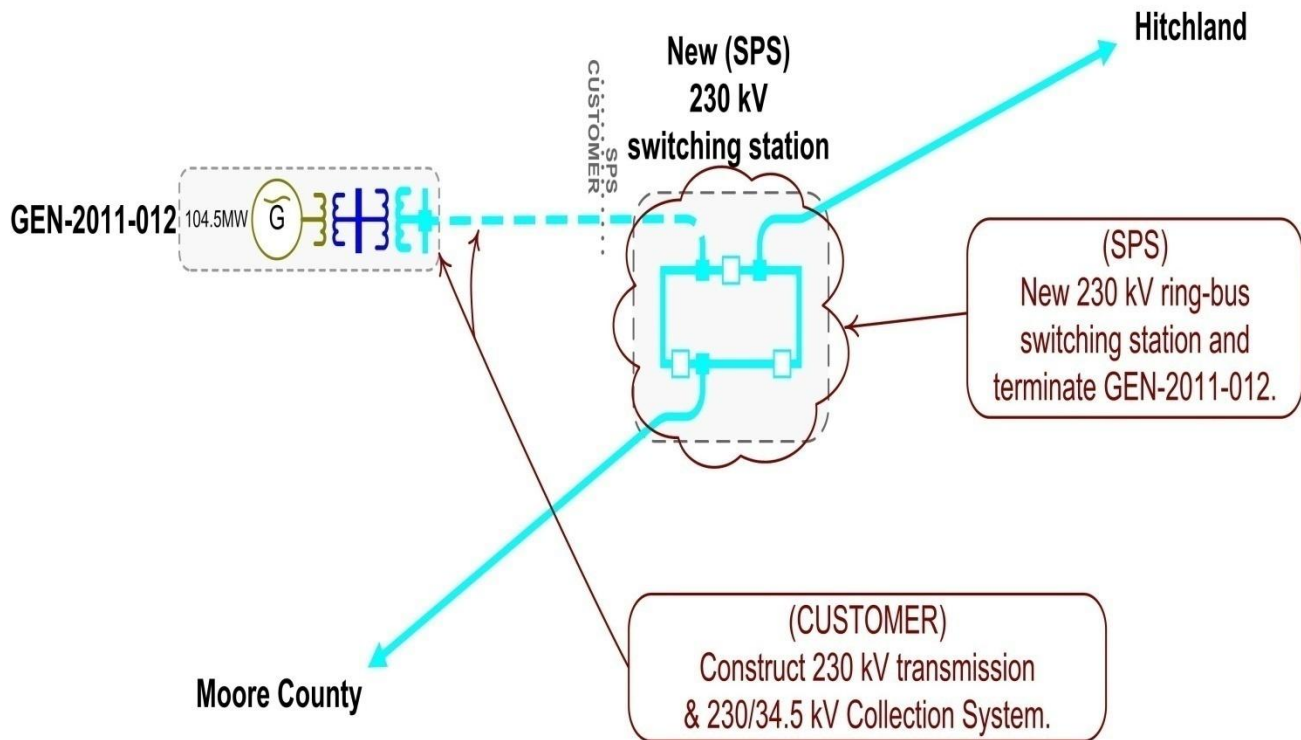 Hitchland
New (SPS)
230 kV
switching station
CUSTOMER
SPS
GEN-2011-012
104.5MW
G
(SPS)
New 230 kV ring-bus
switching station and
terminate GEN-2011-012.
Moore County
(CUSTOMER)
Construct 230 kV transmission
& 230/34.5 kV Collection System.